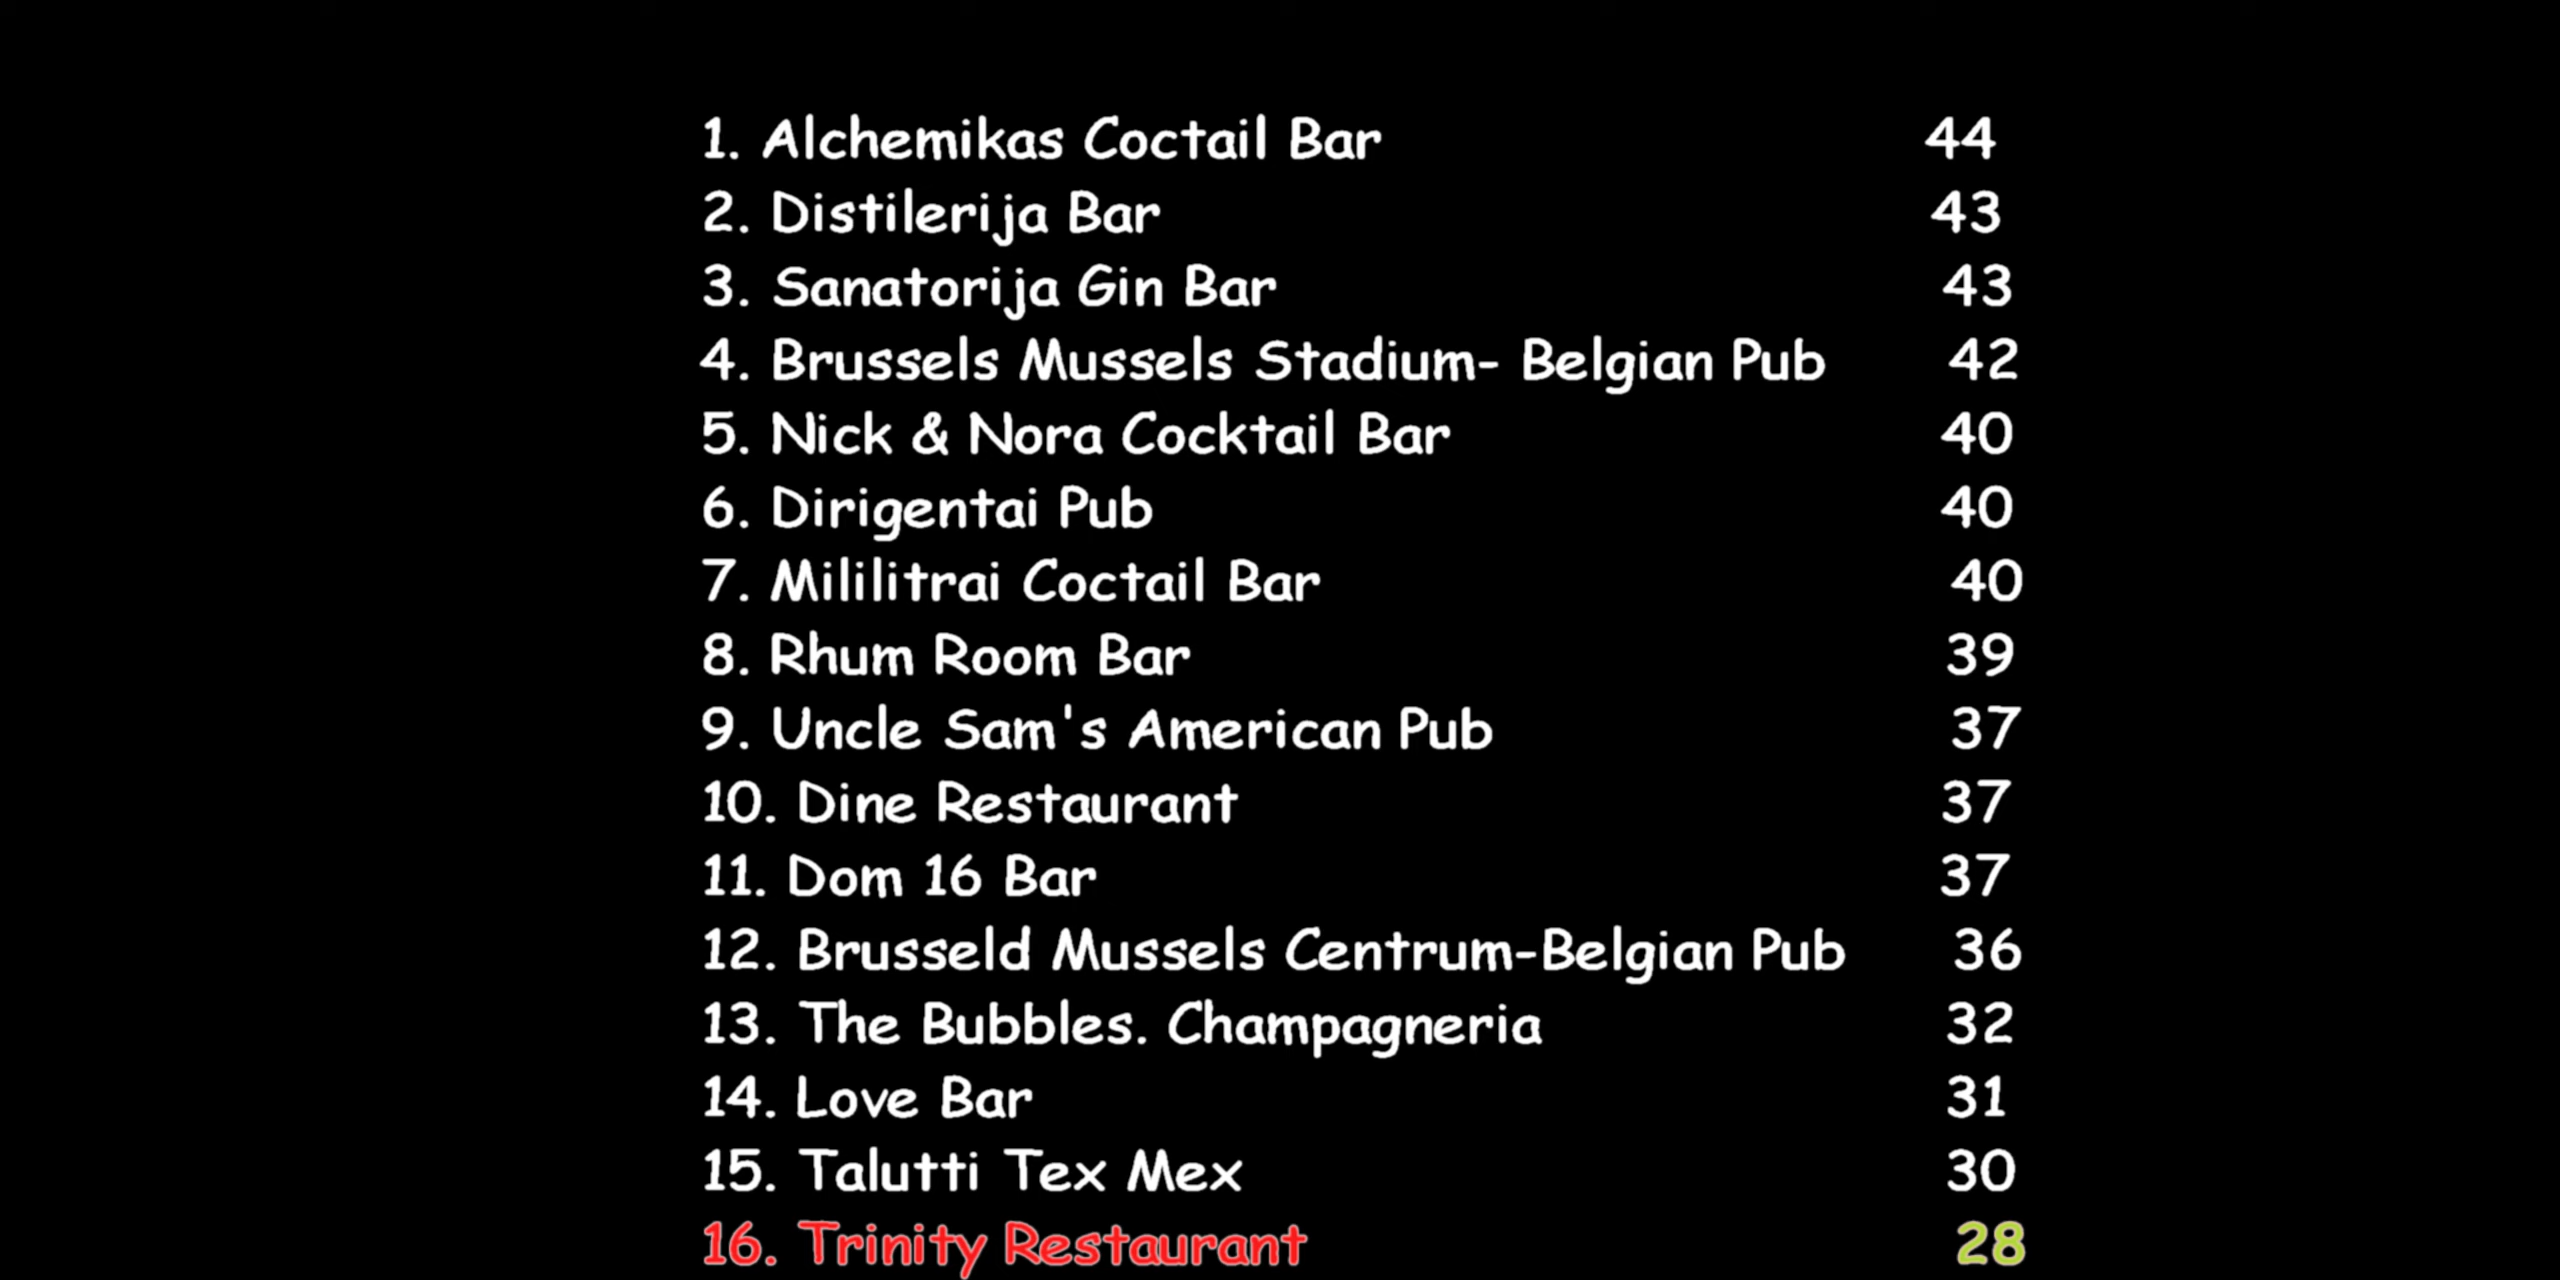 1. Alchemikas Coctail Bar 44
2. Distilerija Bar 43
3. Sanatorija Gin Bar 43
4. Brussels Mussels Stadium- Belgian Pub 42
5. Nick & Nora Cocktail Bar 40
6. Dirigentai Pub 40
7. Mililitrai Coctail Bar 40
8. Rhum Room Bar 39
9. Uncle Sam's American Pub 37
10. Dine Restaurant 37
11. Dom 16 Bar 37
12. Brusseld Mussels Centrum-Belgian Pub 36
13. The Bubbles. Champagneria 32
14. Love Bar 31
15. Talutti Tex Mex 30
16. Trinity Restaurant 28